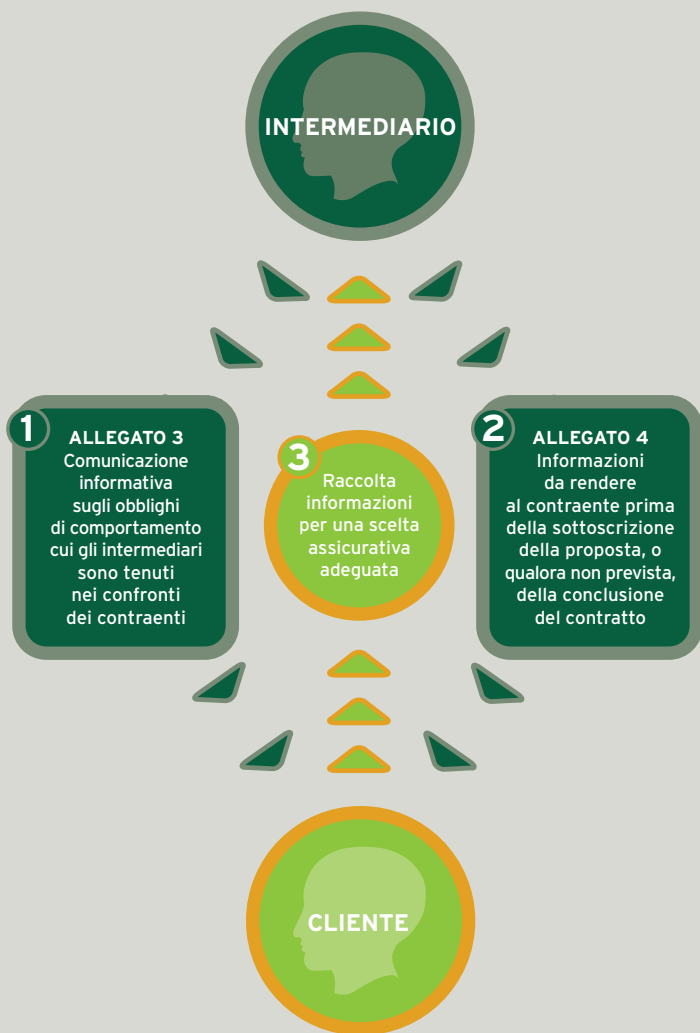 INTERMEDIARIO
1
ALLEGATO 3
Comunicazione
informativa
sugli obblighi
di comportamento
cui gli intermediari
sono tenuti
nei confronti
dei contraenti
3
Raccolta
informazioni
per una scelta
assicurativa
adeguata
2
ALLEGATO 4
Informazioni
da rendere
al contraente prima
della sottoscrizione
della proposta, o
qualora non prevista,
della conclusione
del contratto
CLIENTE